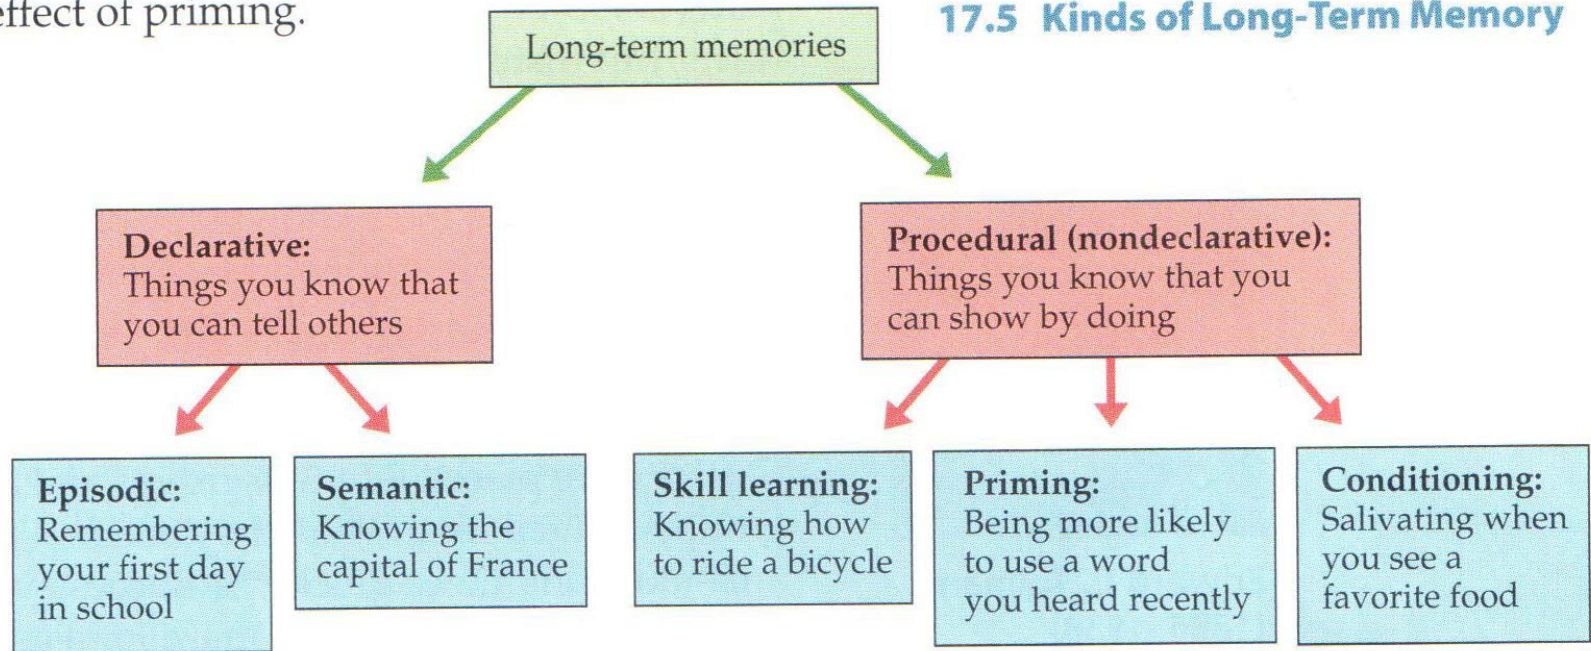 effect of priming.
17.5 Kinds of Long-Term Memory
Long-term memories
Declarative:
Things you know that
you can tell others
Procedural (nondeclarative):
Things you know that you
can show by doing
Episodic:
Remembering
your first day
in school
Semantic:
Knowing the
capital of France
Skill learning:
Knowing how
to ride a bicycle
Priming:
Being more likely
to use a word
you heard recently
Conditioning:
Salivating when
you see a
favorite food